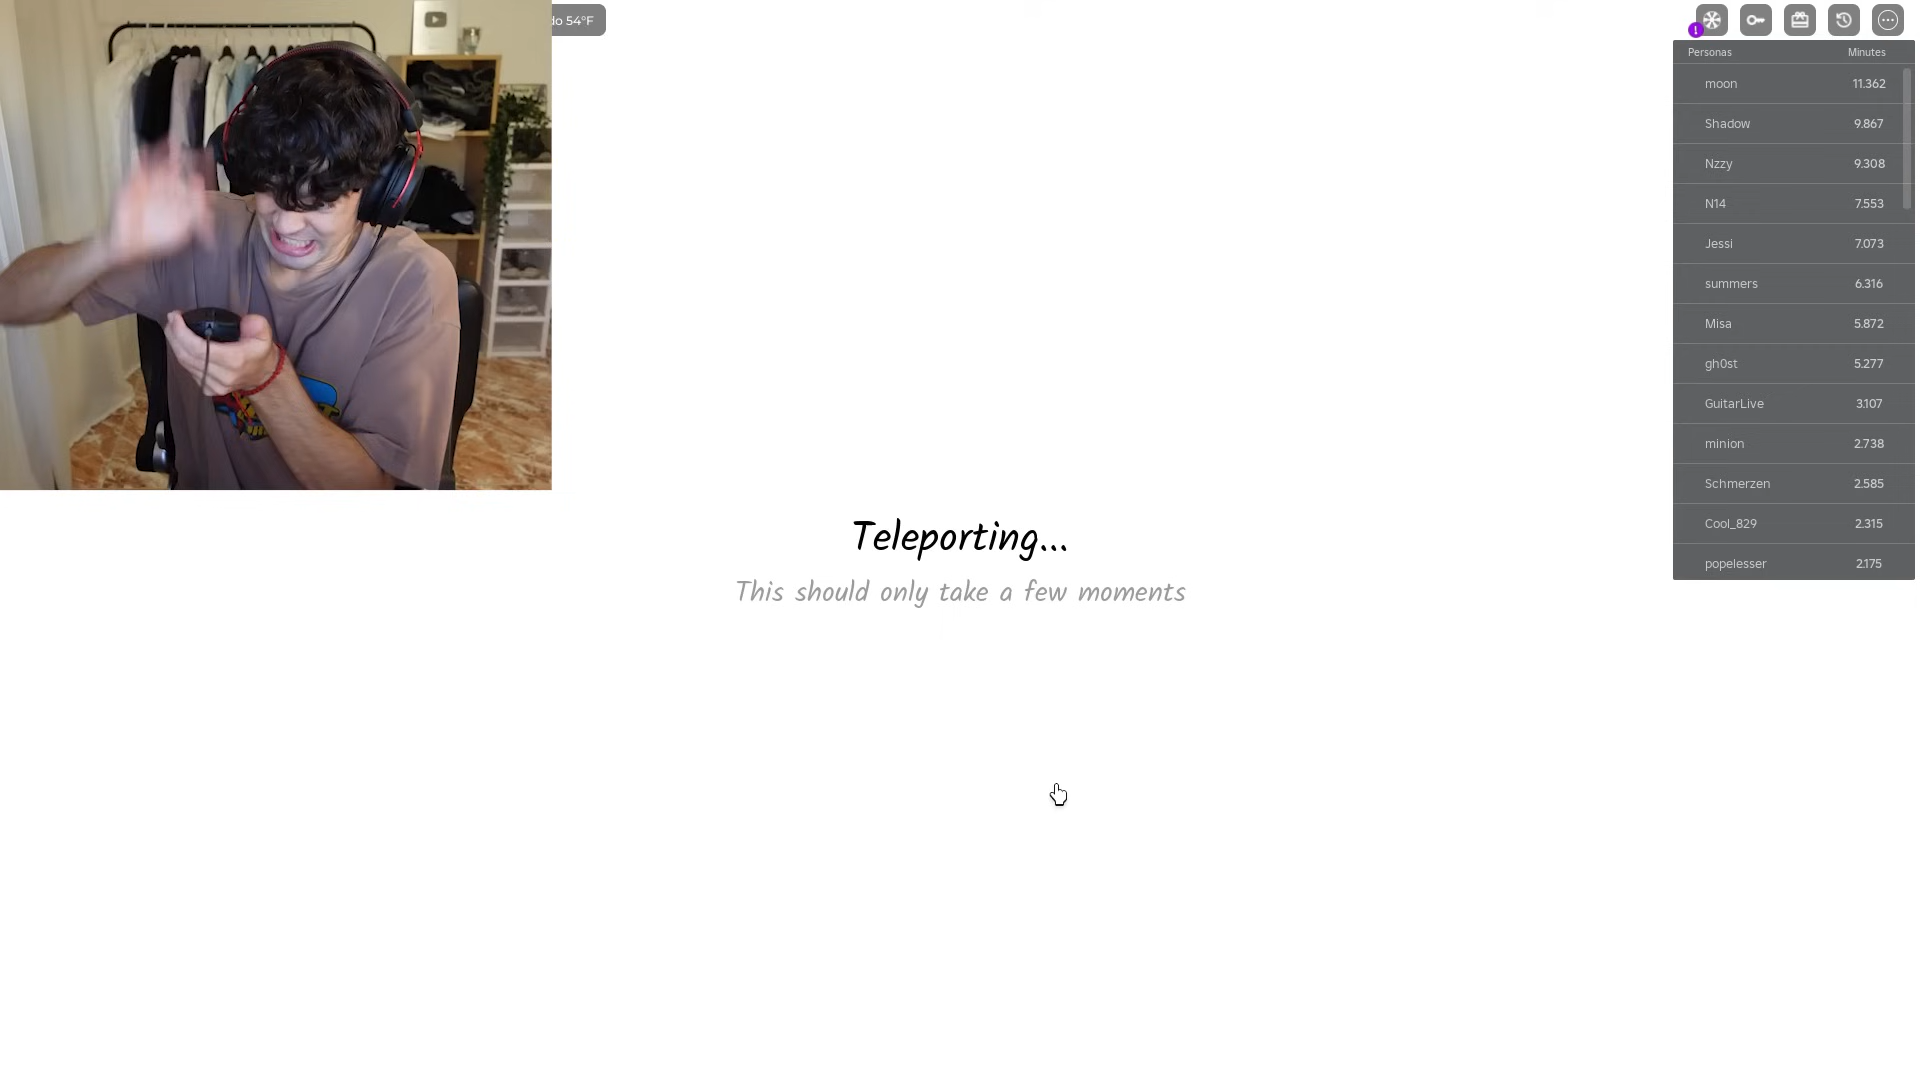 do 54°F
Personas Minutes
moon 11.362
Shadow 9.867
Nzzy 9.308
N14 7.553
Jessi 7.073
summers 6.316
Misa 5.872
gh0st 5.277
GuitarLive 3.107
minion 2.738
Schmerzen 2.585
Cool_829 2.315
popelesser 2.175
Teleporting...
This should only take a few moments